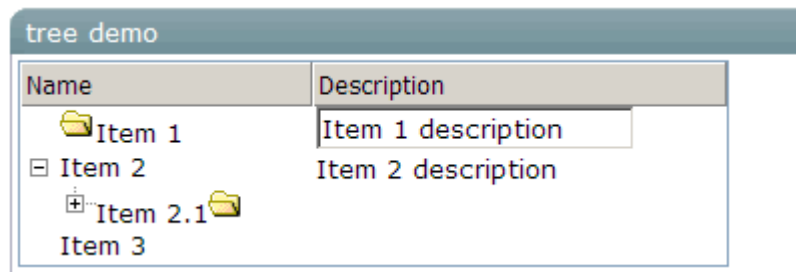 tree demo
Name Description
Item 1 Item 1 description
Item 2 Item 2 description
Item 2.1
Item 3